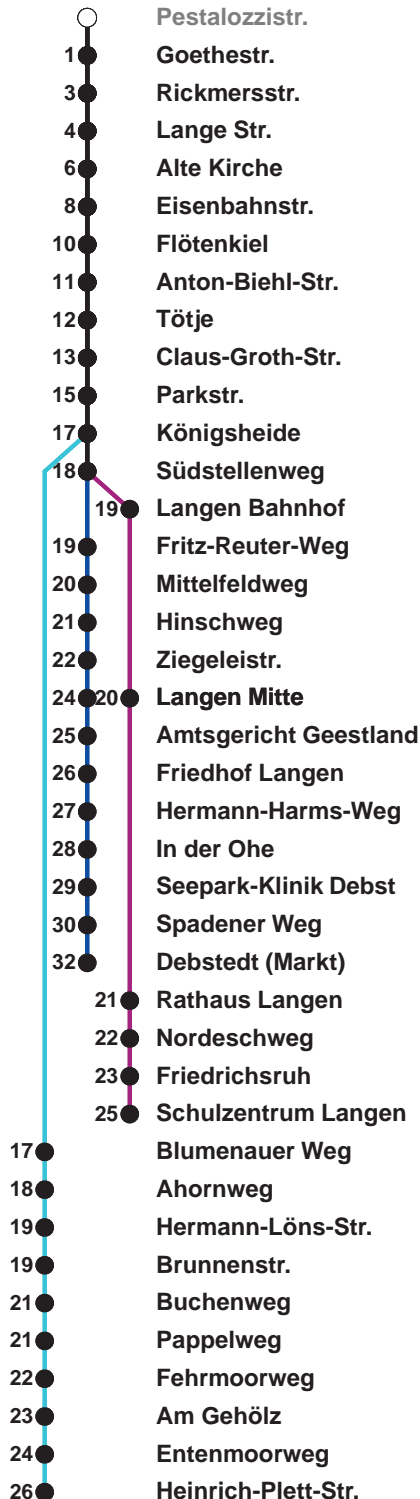 Pestalozzistr.
1 Goethestr.
3 Rickmersstr.
4 Lange Str.
6 Alte Kirche
8 Eisenbahnstr.
10 Flötenkiel
11 Anton-Biehl-Str.
12 Tötje
13 Claus-Groth-Str.
15 Parkstr.
17 Königsheide
18 Südstellenweg
19 Langen Bahnhof
19 Fritz-Reuter-Weg
20 Mittelfeldweg
21 Hinschweg
22 Ziegeleistr.
24 20 Langen Mitte
25 Amtsgericht Geestland
26 Friedhof Langen
27 Hermann-Harms-Weg
28 In der Ohe
29 Seepark-Klinik Debst
30 Spadener Weg
32 Debstedt (Markt)
21 Rathaus Langen
22 Nordeschweg
23 Friedrichsruh
25 Schulzentrum Langen
17 Blumenauer Weg
18 Ahornweg
19 Hermann-Löns-Str.
19 Brunnenstr.
21 Buchenweg
21 Pappelweg
22 Fehrmoorweg
23 Am Gehölz
24 Entenmoorweg
26 Heinrich-Plett-Str.